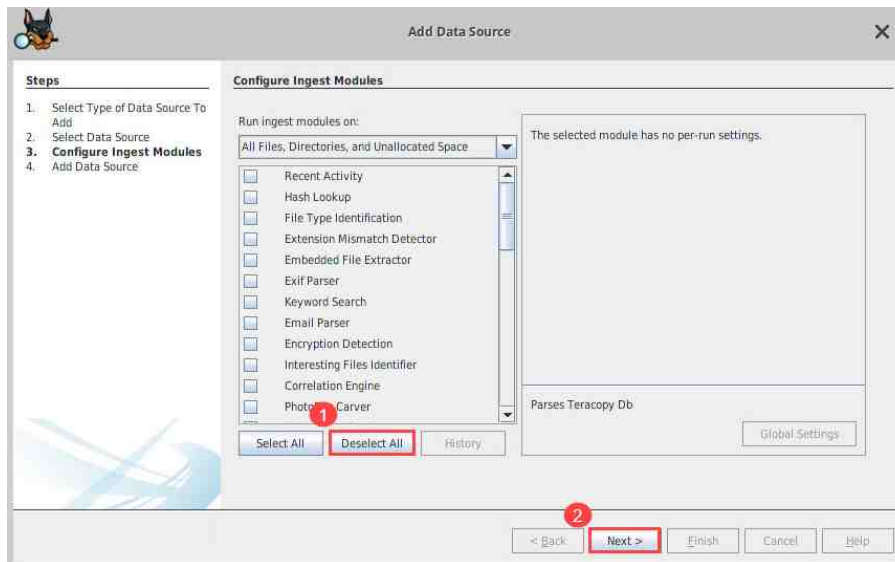 Add Data Source
Steps
1. Select Type of Data Source To
Add
2. Select Data Source
3. Configure Ingest Modules
4. Add Data Source
Configure Ingest Modules
Run ingest modules on:
All Files, Directories, and Unallocated Space
Recent Activity
Hash Lookup
File Type Identification
Extension Mismatch Detector
Embedded File Extractor
Exif Parser
Keyword Search
Email Parser
Encryption Detection
Interesting Files Identifier
Correlation Engine
Carver
1
Select All
Deselect All
History
The selected module has no per-run settings.
Parses Teracopy Db
Global Settings
2
< Back
Next >
Finish
Cancel
Help